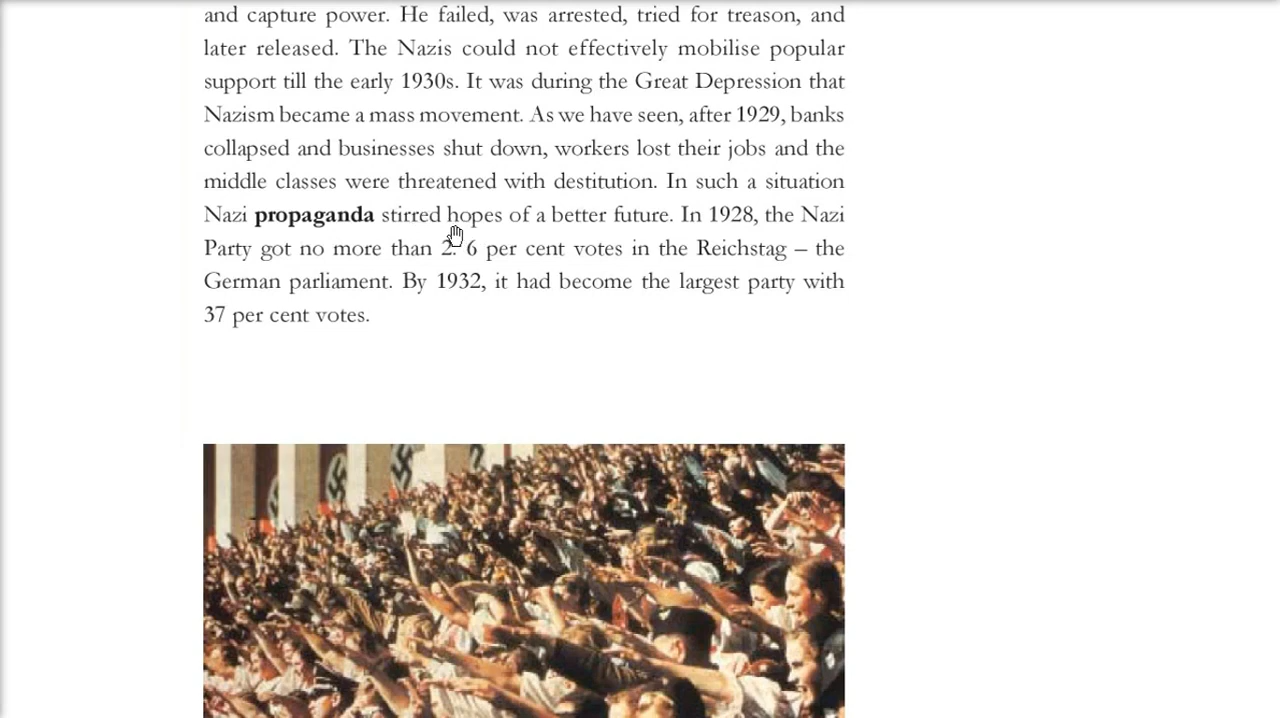 and capture power. He failed, was arrested, tried for treason, and
later released. The Nazis could not effectively mobilise popular
support till the early 1930s. It was during the Great Depression that
Nazism became a mass movement. As we have seen, after 1929, banks
collapsed and businesses shut down, workers lost their jobs and the
middle classes were threatened with destitution. In such a situation
Nazi propaganda stirred hopes of a better future. In 1928, the Nazi
Party got no more than 2. 6 per cent votes in the Reichstag – the
German parliament. By 1932, it had become the largest party with
37 per cent votes.